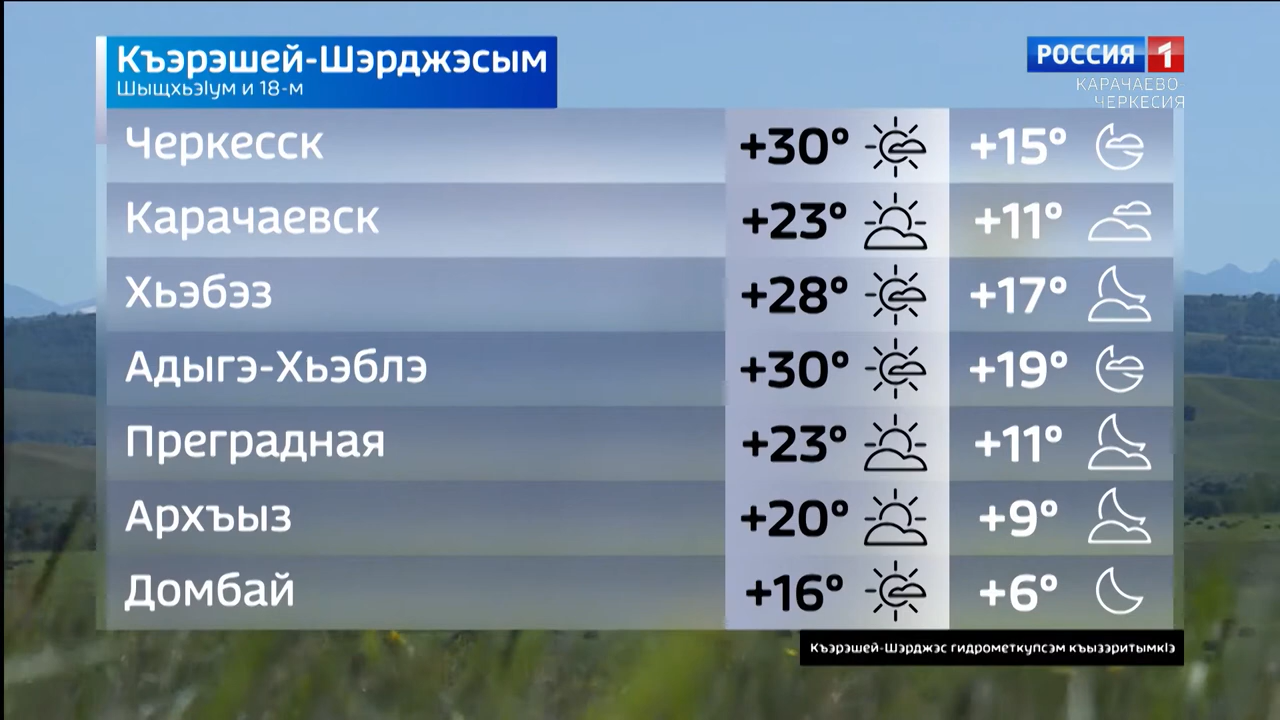 Къэрэшей-Шэрджэсым
Шыщхьэӏум и 18-м
РОССИЯ 1
КАРАЧАЕВО-
ЧЕРКЕСИЯ
Черкесск +30° +15°
Карачаевск +23° +11°
Хьэбэз +28° +17°
Адыгэ-Хьэблэ +30° +19°
Преградная +23° +11°
Архъыз +20° +9°
Домбай +16° +6°
Къэрэшей-Шэрджэс гидрометкупсэм къызэритымкӏэ